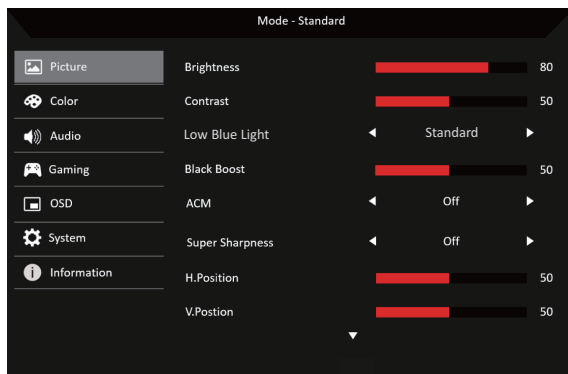 Mode - Standard
Picture
Color
Audio
Gaming
OSD
System
Information
Brightness 80
Contrast 50
Low Blue Light Standard
Black Boost 50
ACM Off
Super Sharpness Off
H.Position 50
V.Postion 50